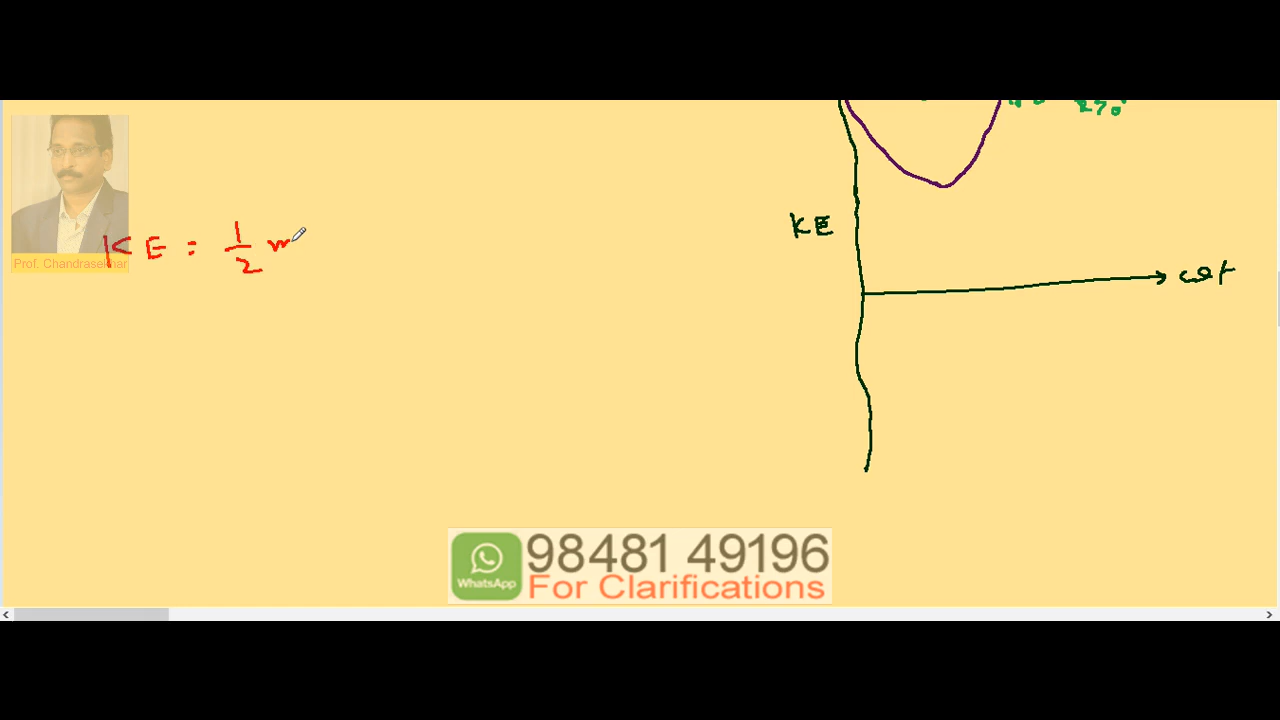 270°
KE
ωt
Prof. Chandrasekhar
KE = 1/2 m
98481 49196
WhatsApp
For Clarifications